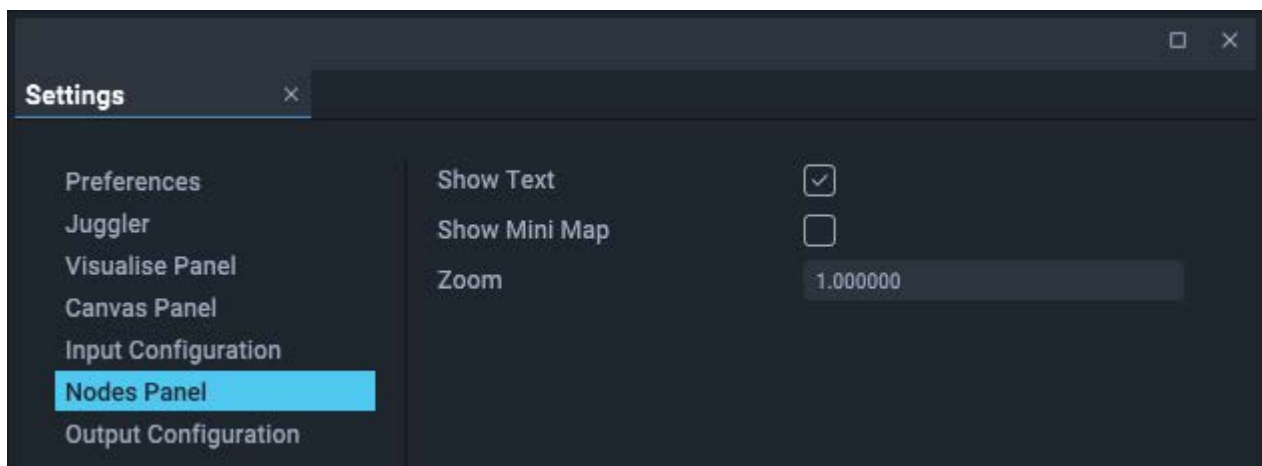 Settings
Preferences
Juggler
Visualise Panel
Canvas Panel
Input Configuration
Nodes Panel
Output Configuration
Show Text
Show Mini Map
Zoom 1.000000